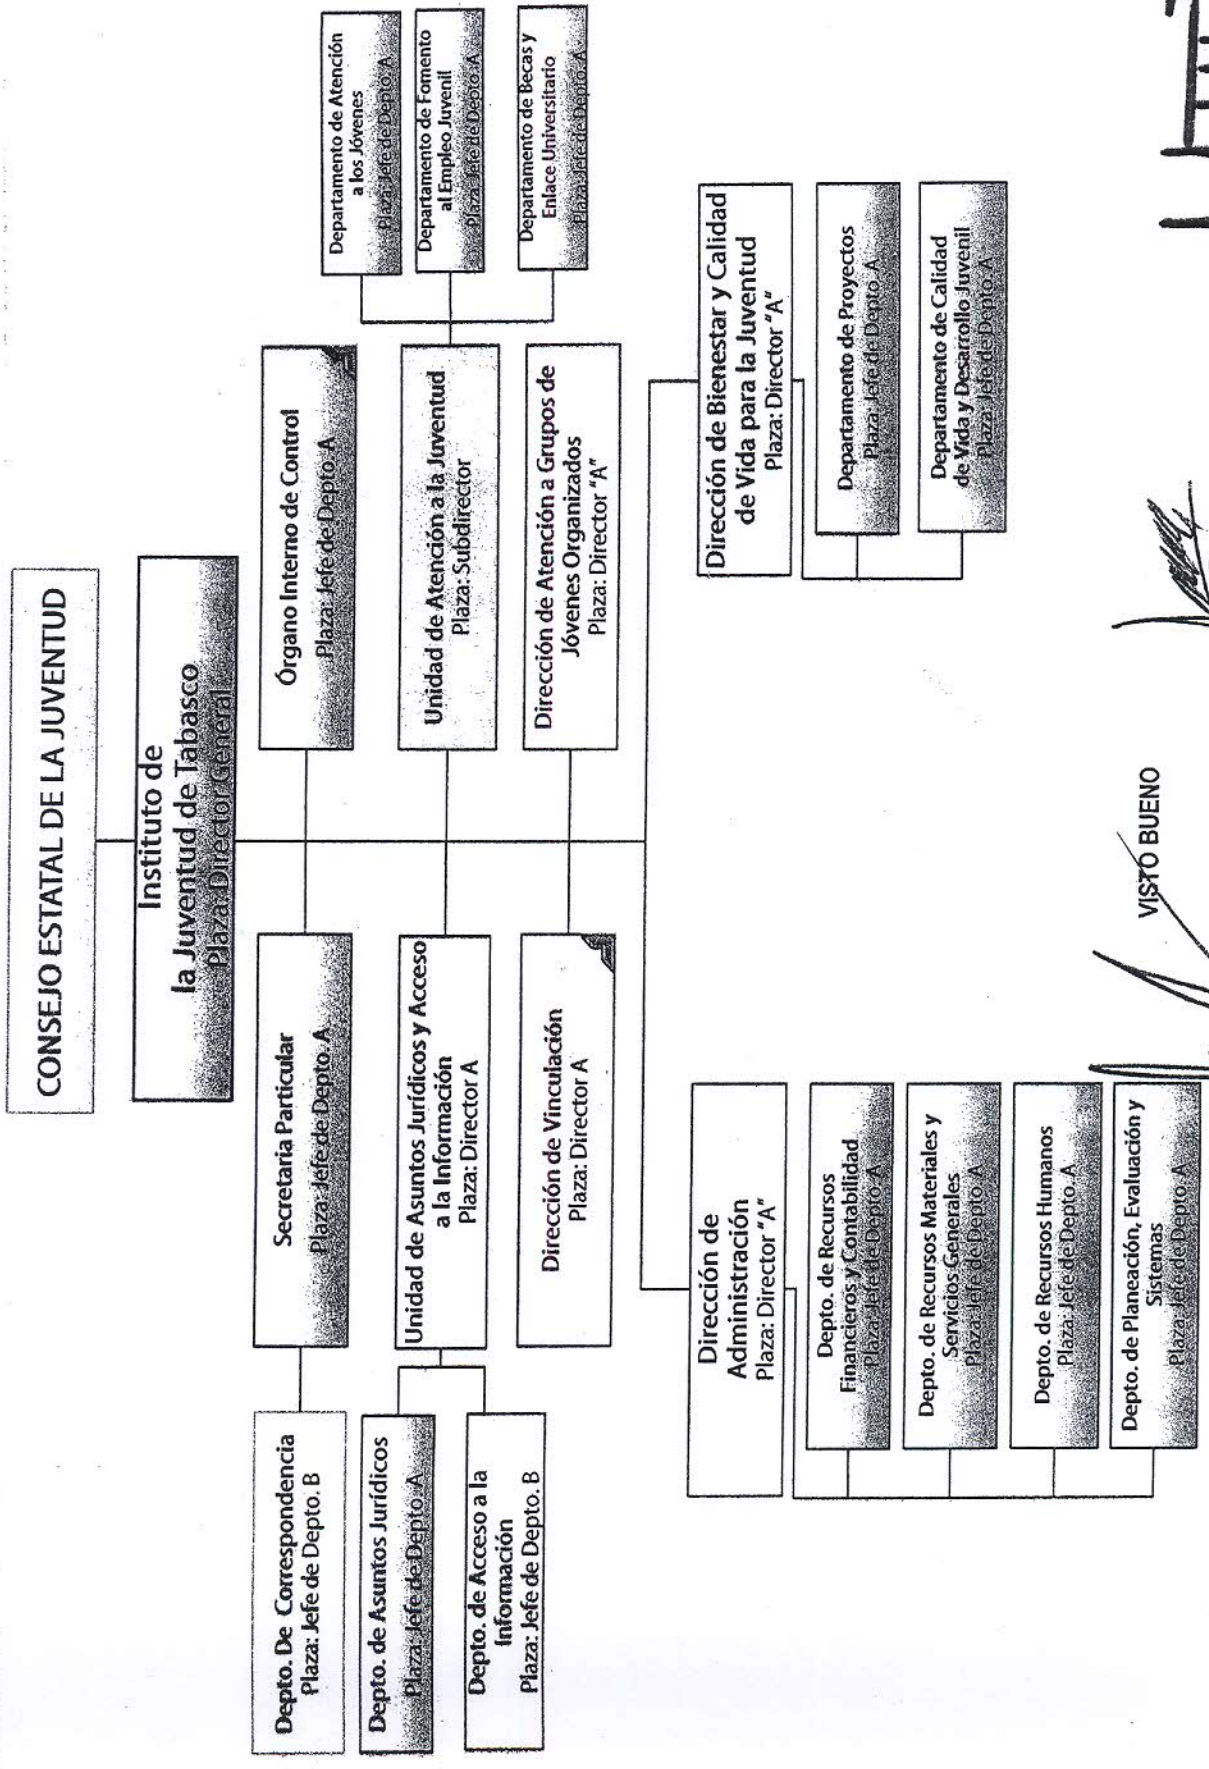 CONSEJO ESTATAL DE LA JUVENTUD
Instituto de
la Juventud de Tabasco
Plaza: Director General
Secretaria Particular
Plaza: Jefe de Depto. A
Órgano Interno de Control
Plaza: Jefe de Depto. A
Depto. De Correspondencia
Plaza: Jefe de Depto. B
Unidad de Asuntos Jurídicos y Acceso
a la Información
Plaza: Director A
Depto. de Asuntos Jurídicos
Plaza: Jefe de Depto. A
Depto. de Acceso a la
Información
Plaza: Jefe de Depto. B
Unidad de Atención a la Juventud
Plaza: Subdirector
Departamento de Atención
a los Jóvenes
Plaza: Jefe de Depto. A
Departamento de Fomento
al Empleo Juvenil
Plaza: Jefe de Depto. A
Departamento de Becas y
Enlace Universitario
Plaza: Jefe de Depto. A
Dirección de Vinculación
Plaza: Director A
Dirección de Atención a Grupos de
Jóvenes Organizados
Plaza: Director "A"
Dirección de
Administración
Plaza: Director "A"
Depto. de Recursos
Financieros y Contabilidad
Plaza: Jefe de Depto. A
Depto. de Recursos Materiales y
Servicios Generales
Plaza: Jefe de Depto. A
Depto. de Recursos Humanos
Plaza: Jefe de Depto. A
Depto. de Planeación, Evaluación y
Sistemas
Plaza: Jefe de Depto. A
Dirección de Bienestar y Calidad
de Vida para la Juventud
Plaza: Director "A"
Departamento de Proyectos
Plaza: Jefe de Depto. A
Departamento de Calidad
de Vida y Desarrollo Juvenil
Plaza: Jefe de Depto. A
VISTO BUENO